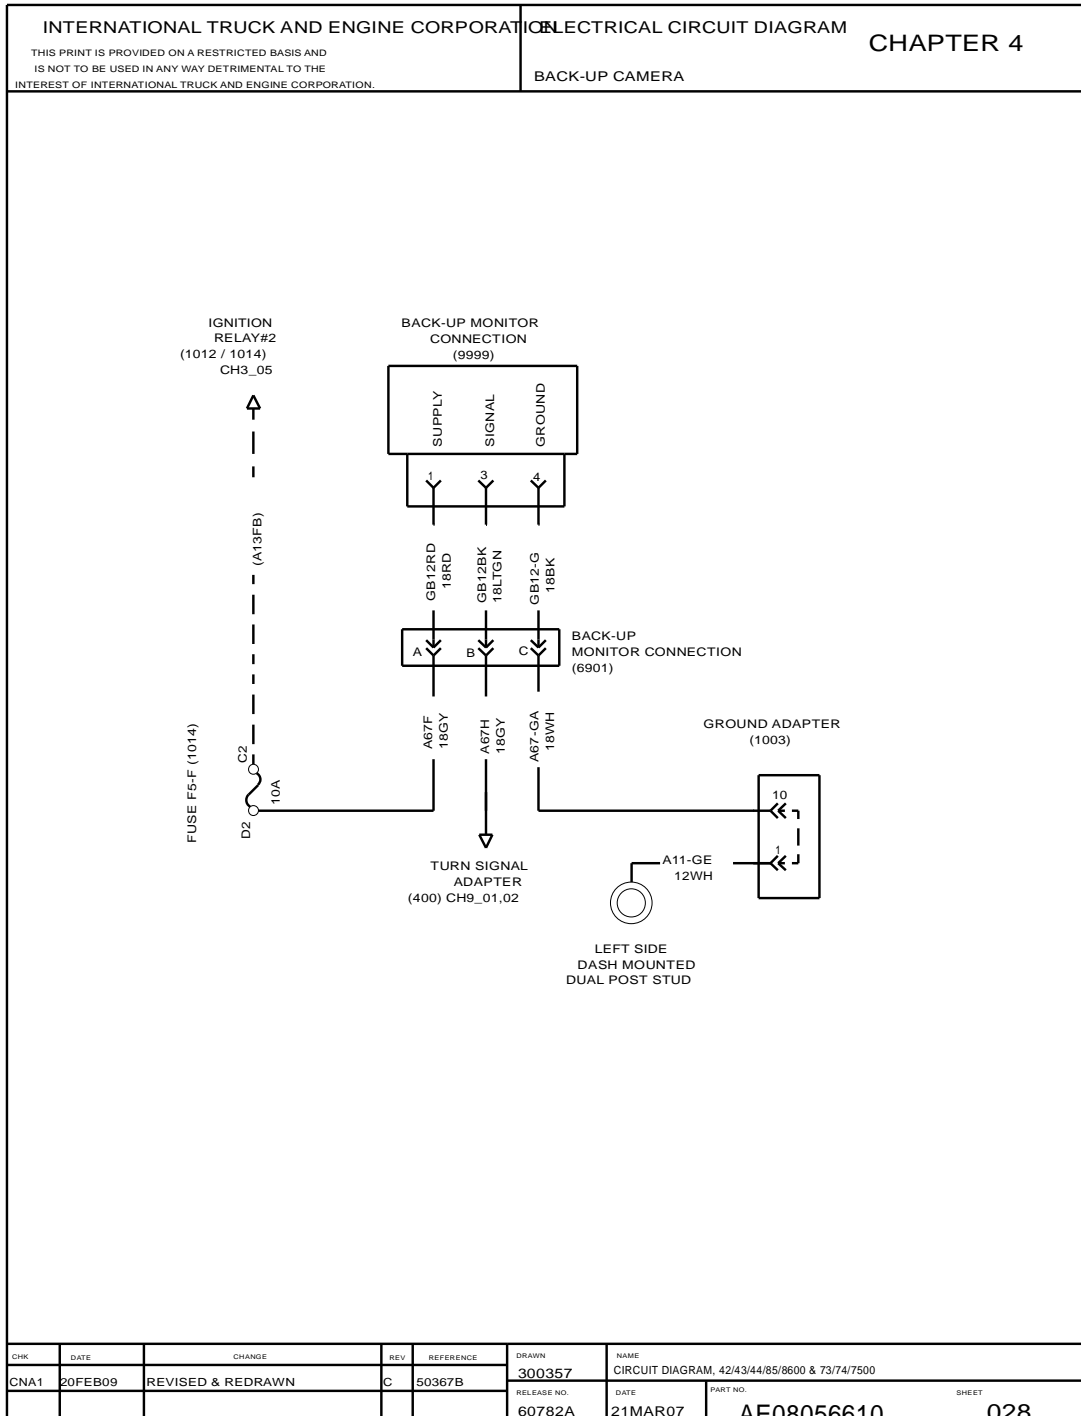 INTERNATIONAL TRUCK AND ENGINE CORPORATION
THIS PRINT IS PROVIDED ON A RESTRICTED BASIS AND
IS NOT TO BE USED IN ANY WAY DETRIMENTAL TO THE
INTEREST OF INTERNATIONAL TRUCK AND ENGINE CORPORATION.
ELECTRICAL CIRCUIT DIAGRAM
BACK-UP CAMERA
CHAPTER 4
IGNITION
RELAY#2
(1012 / 1014)
CH3_05
BACK-UP MONITOR
CONNECTION
(9999)
SUPPLY
SIGNAL
GROUND
1
3
4
(A13FB)
GB12RD
18RD
GB12BK
18LTGN
GB12-G
18BK
A
B
C
BACK-UP
MONITOR CONNECTION
(6901)
A67F
18GY
A67H
18GY
A67-GA
18WH
FUSE F5-F (1014)
C2
10A
D2
GROUND ADAPTER
(1003)
10
1
A11-GE
12WH
TURN SIGNAL
ADAPTER
(400) CH9_01,02
LEFT SIDE
DASH MOUNTED
DUAL POST STUD
CHK DATE CHANGE REV REFERENCE
CNA1 20FEB09 REVISED & REDRAWN C 50367B
DRAWN
300357
NAME
CIRCUIT DIAGRAM, 42/43/44/85/8600 & 73/74/7500
RELEASE NO.
60782A
DATE
21MAR07
PART NO.
AE08056610
SHEET
028